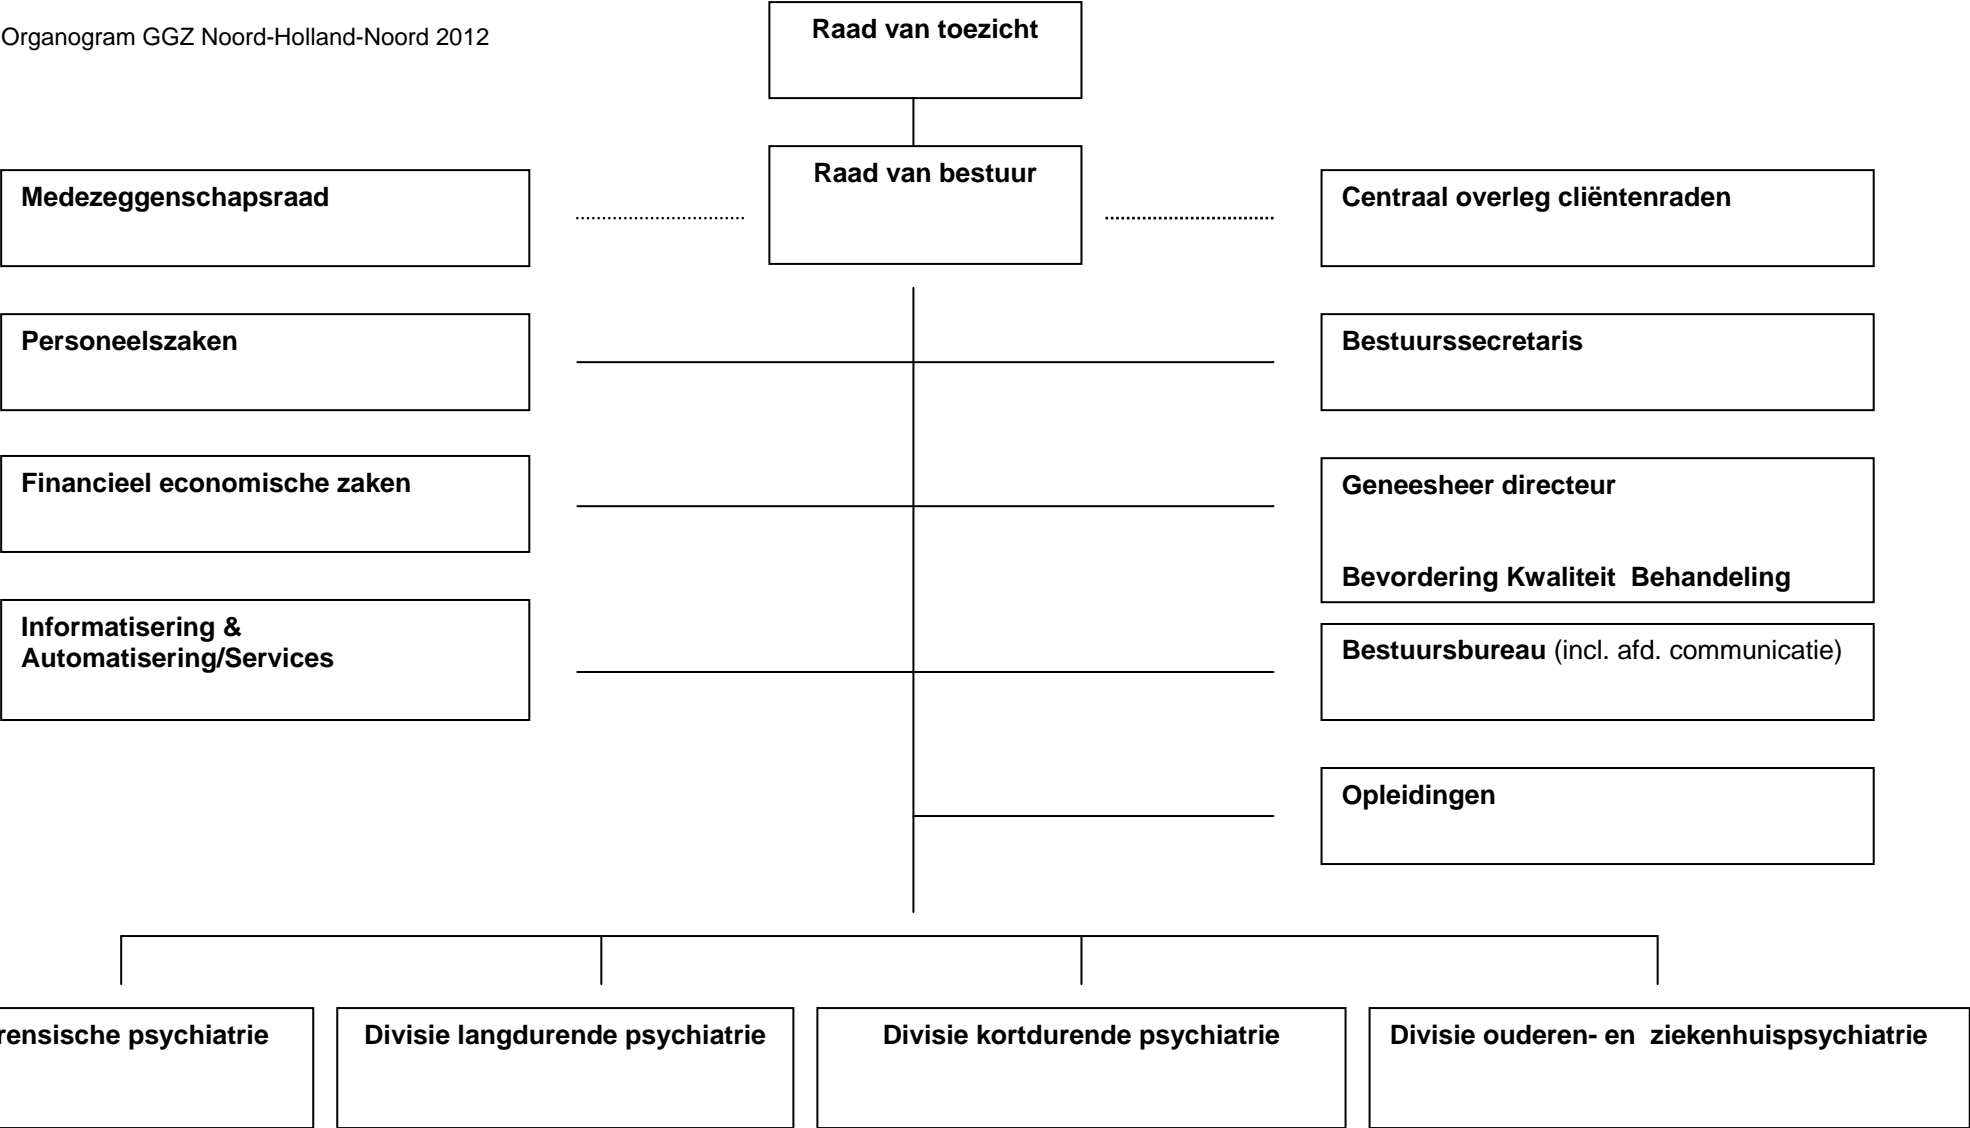 Organogram GGZ Noord-Holland-Noord 2012
Raad van toezicht
Raad van bestuur
Medezeggenschapsraad
Centraal overleg cliëntenraden
Personeelszaken
Bestuurssecretaris
Financieel economische zaken
Geneesheer directeur
Bevordering Kwaliteit Behandeling
Informatisering &
Automatisering/Services
Bestuursbureau (incl. afd. communicatie)
Opleidingen
psychiatrie
Divisie langdurende psychiatrie
Divisie kortdurende psychiatrie
Divisie ouderen- en ziekenhuispsychiatrie